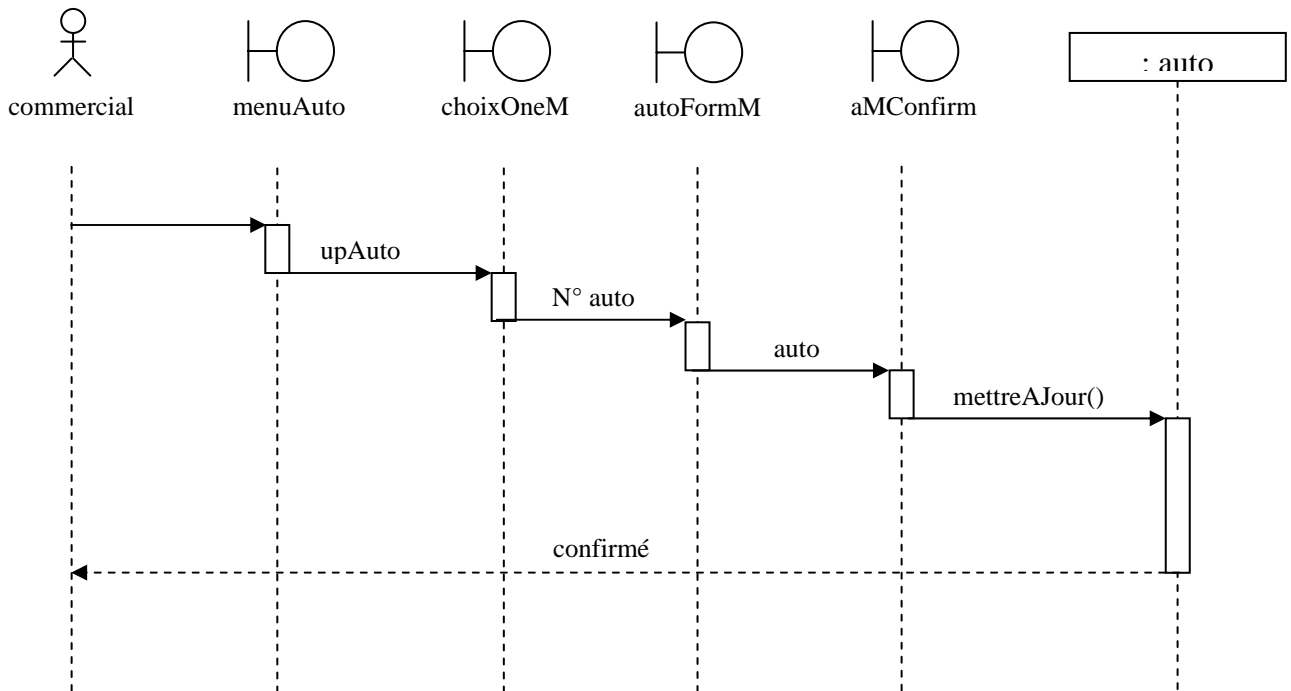 : auto
commercial
menuAuto
choixOneM
autoFormM
aMConfirm
upAuto
N° auto
auto
mettreAJour()
confirmé